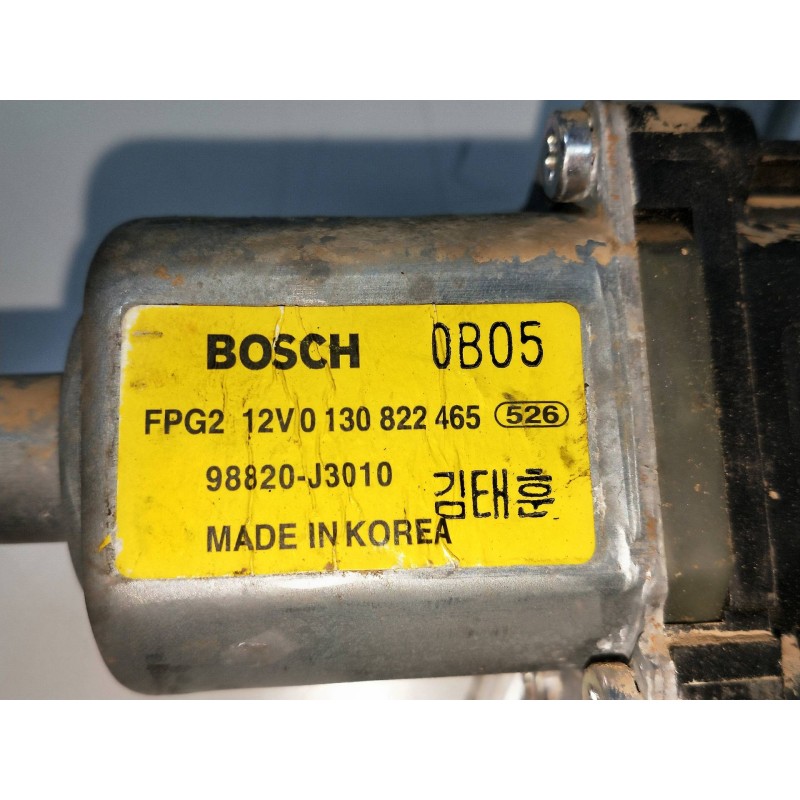 BOSCH 0B05
FPG2 12V 0 130 822 465 526
98820-J3010 김태훈
MADE IN KOREA